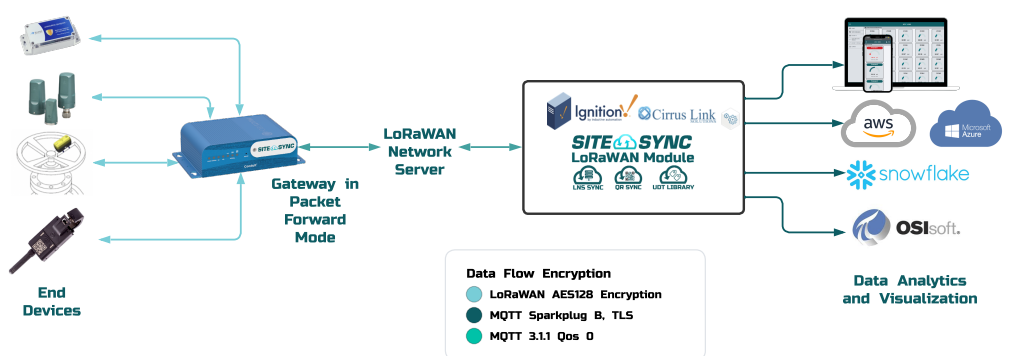 SITE SYNC
LoRaWAN
Network
Server
Gateway in
Packet
Forward
Mode
End
Devices
Ignition!
Cirrus Link
SOLUTIONS
SITE SYNC
LoRaWAN Module
LNS SYNC
QR SYNC
UDT LIBRARY
aws
Microsoft
Azure
snowflake
OSIsoft.
Data Analytics
and Visualization
Data Flow Encryption
LoRaWAN AES128 Encryption
MQTT Sparkplug B, TLS
MQTT 3.1.1 Qos 0